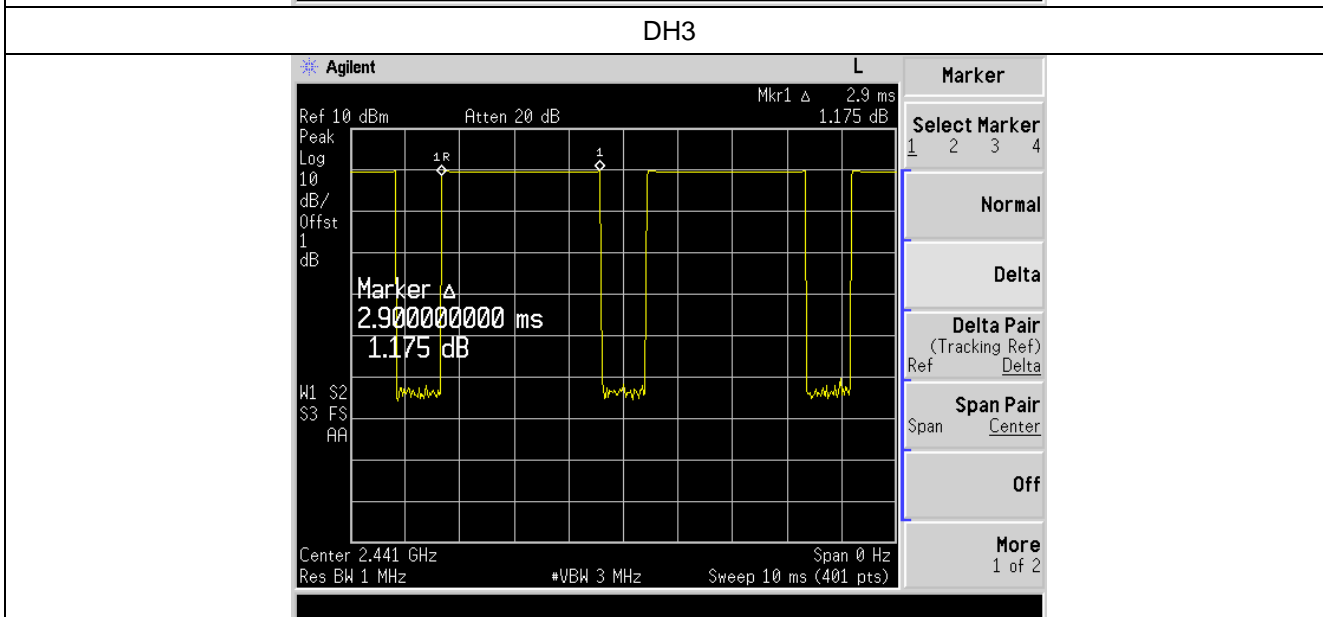 DH3
Agilent L
Mkr1 Δ 2.9 ms
Ref 10 dBm Atten 20 dB 1.175 dB
Peak
Log
10
dB/
Offst
1
dB
1R
1
Marker Δ
2.900000000 ms
1.175 dB
W1 S2
S3 FS
AA
Center 2.441 GHz Span 0 Hz
Res BW 1 MHz #VBW 3 MHz Sweep 10 ms (401 pts)
Marker
Select Marker
1 2 3 4
Normal
Delta
Delta Pair
(Tracking Ref)
Ref Delta
Span Pair
Span Center
Off
More
1 of 2